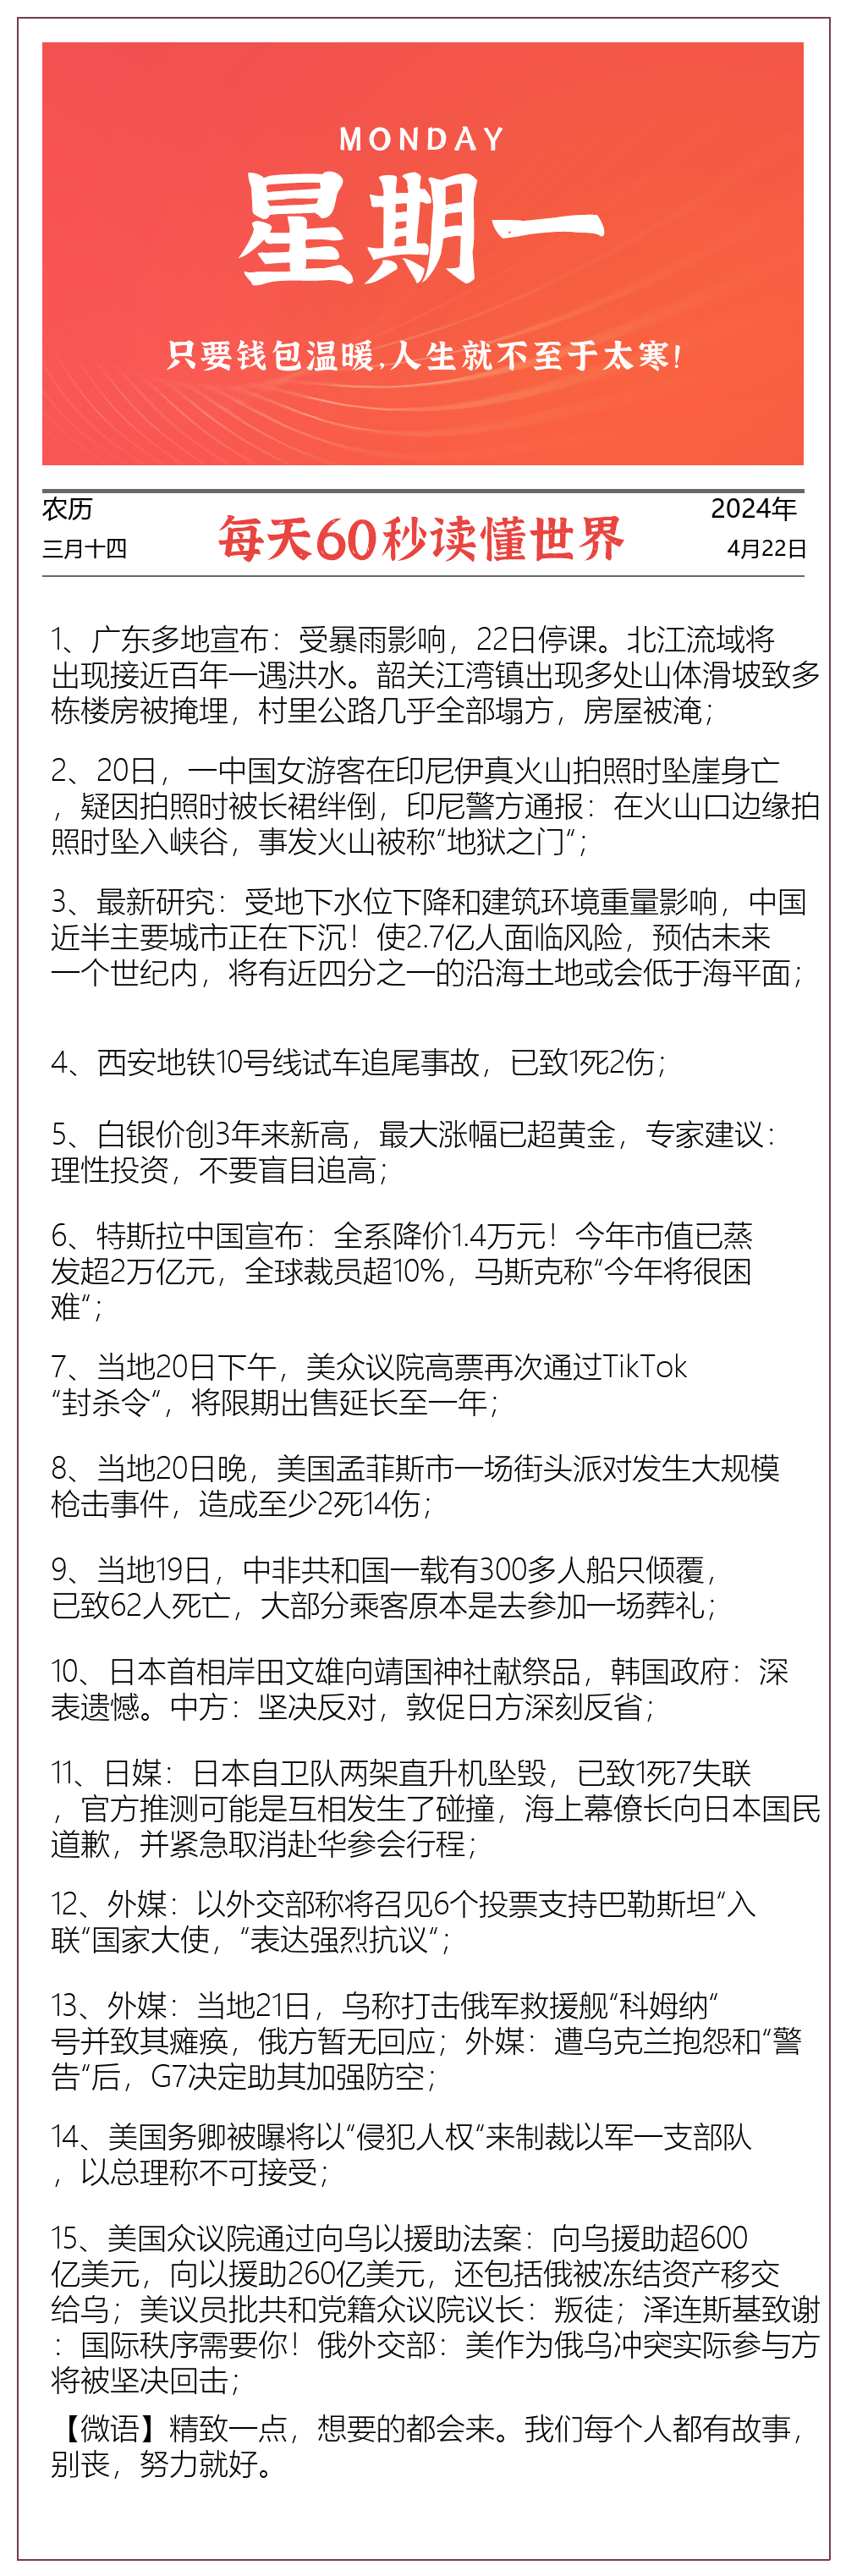 MONDAY
星期一
只要钱包温暖,人生就不至于太寒!
农历
2024年
每天60秒读懂世界
三月十四
4月22日
1、广东多地宣布：受暴雨影响，22日停课。北江流域将
出现接近百年一遇洪水。韶关江湾镇出现多处山体滑坡致多
栋楼房被掩埋，村里公路几乎全部塌方，房屋被淹；
2、20日，一中国女游客在印尼伊真火山拍照时坠崖身亡
，疑因拍照时被长裙绊倒，印尼警方通报：在火山口边缘拍
照时坠入峡谷，事发火山被称“地狱之门“；
3、最新研究：受地下水位下降和建筑环境重量影响，中国
近半主要城市正在下沉！使2.7亿人面临风险，预估未来
一个世纪内，将有近四分之一的沿海土地或会低于海平面；
4、西安地铁10号线试车追尾事故，已致1死2伤；
5、白银价创3年来新高，最大涨幅已超黄金，专家建议：
理性投资，不要盲目追高；
6、特斯拉中国宣布：全系降价1.4万元！今年市值已蒸
发超2万亿元，全球裁员超10%，马斯克称“今年将很困
难“；
7、当地20日下午，美众议院高票再次通过TikTok
“封杀令“，将限期出售延长至一年；
8、当地20日晚，美国孟菲斯市一场街头派对发生大规模
枪击事件，造成至少2死14伤；
9、当地19日，中非共和国一载有300多人船只倾覆，
已致62人死亡，大部分乘客原本是去参加一场葬礼；
10、日本首相岸田文雄向靖国神社献祭品，韩国政府：深
表遗憾。中方：坚决反对，敦促日方深刻反省；
11、日媒：日本自卫队两架直升机坠毁，已致1死7失联
，官方推测可能是互相发生了碰撞，海上幕僚长向日本国民
道歉，并紧急取消赴华参会行程；
12、外媒：以外交部称将召见6个投票支持巴勒斯坦“入
联“国家大使，“表达强烈抗议“；
13、外媒：当地21日，乌称打击俄军救援舰“科姆纳“
号并致其瘫痪，俄方暂无回应；外媒：遭乌克兰抱怨和“警
告“后，G7决定助其加强防空；
14、美国务卿被曝将以“侵犯人权“来制裁以军一支部队
，以总理称不可接受；
15、美国众议院通过向乌以援助法案：向乌援助超600
亿美元，向以援助260亿美元，还包括俄被冻结资产移交
给乌；美议员批共和党籍众议院议长：叛徒；泽连斯基致谢
：国际秩序需要你！俄外交部：美作为俄乌冲突实际参与方
将被坚决回击；
【微语】精致一点，想要的都会来。我们每个人都有故事，
别丧，努力就好。